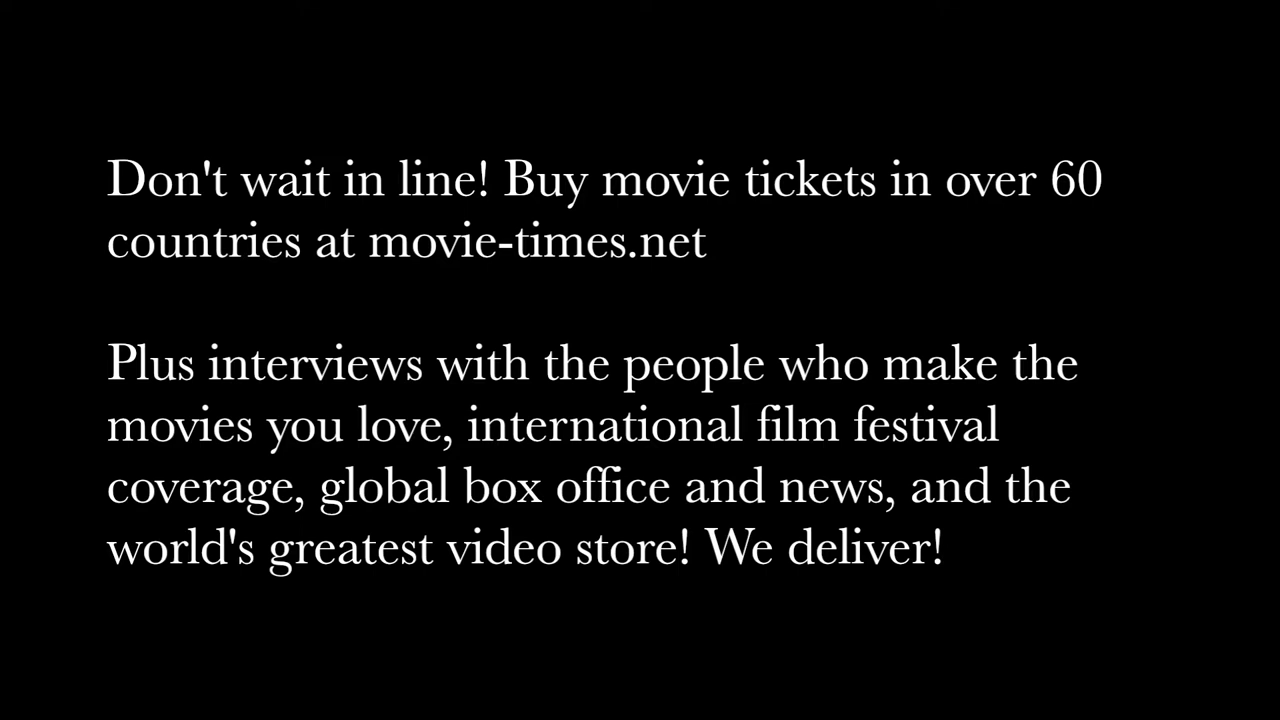 Don't wait in line! Buy movie tickets in over 60
countries at movie-times.net
Plus interviews with the people who make the
movies you love, international film festival
coverage, global box office and news, and the
world's greatest video store! We deliver!